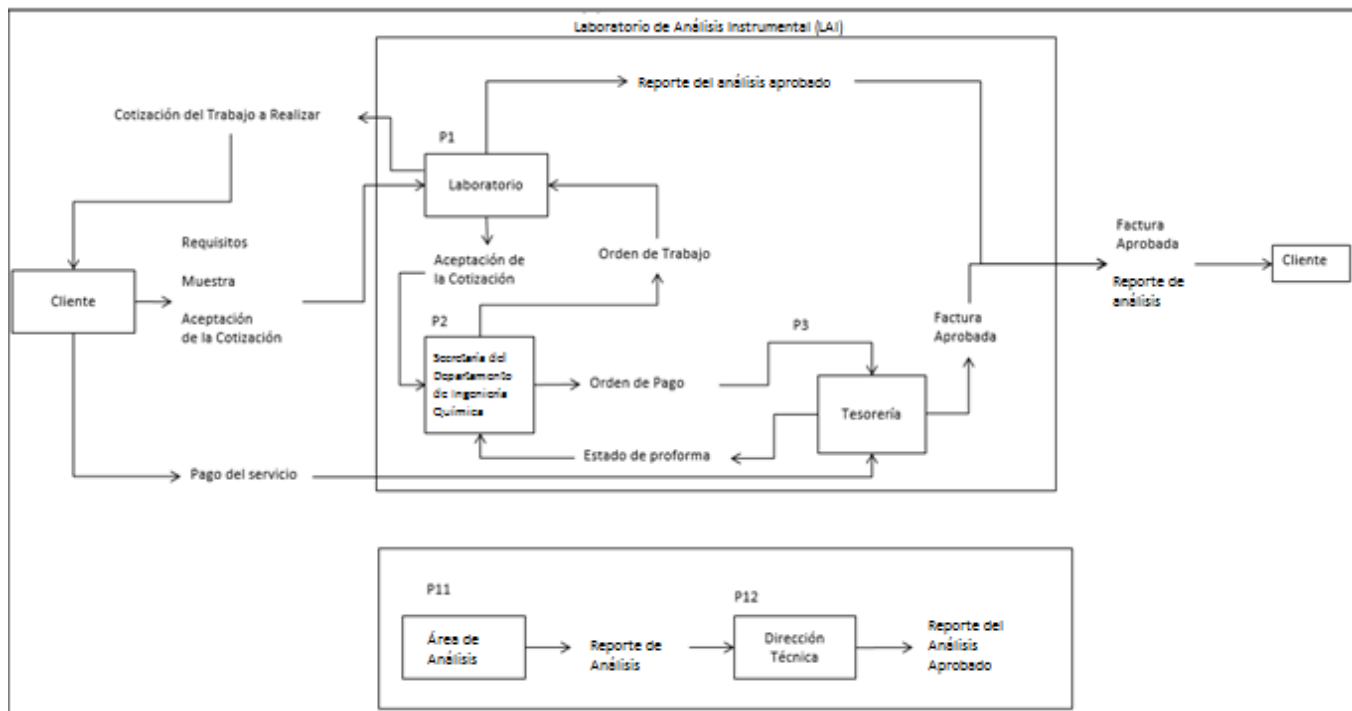 Laboratorio de Análisis Instrumental (LAI)
Reporte del análisis aprobado
Cotización del Trabajo a Realizar
P1
Laboratorio
Requisitos
Muestra
Aceptación
de la Cotización
Cliente
Aceptación de
la Cotización
Orden de Trabajo
Factura
Aprobada
Reporte de
análisis
Cliente
P2
Secretaría del
Departamento
de Ingeniería
Química
Orden de Pago
P3
Factura
Aprobada
Tesorería
Estado de proforma
Pago del servicio
P11
Área de
Análisis
Reporte de
Análisis
P12
Dirección
Técnica
Reporte del
Análisis
Aprobado